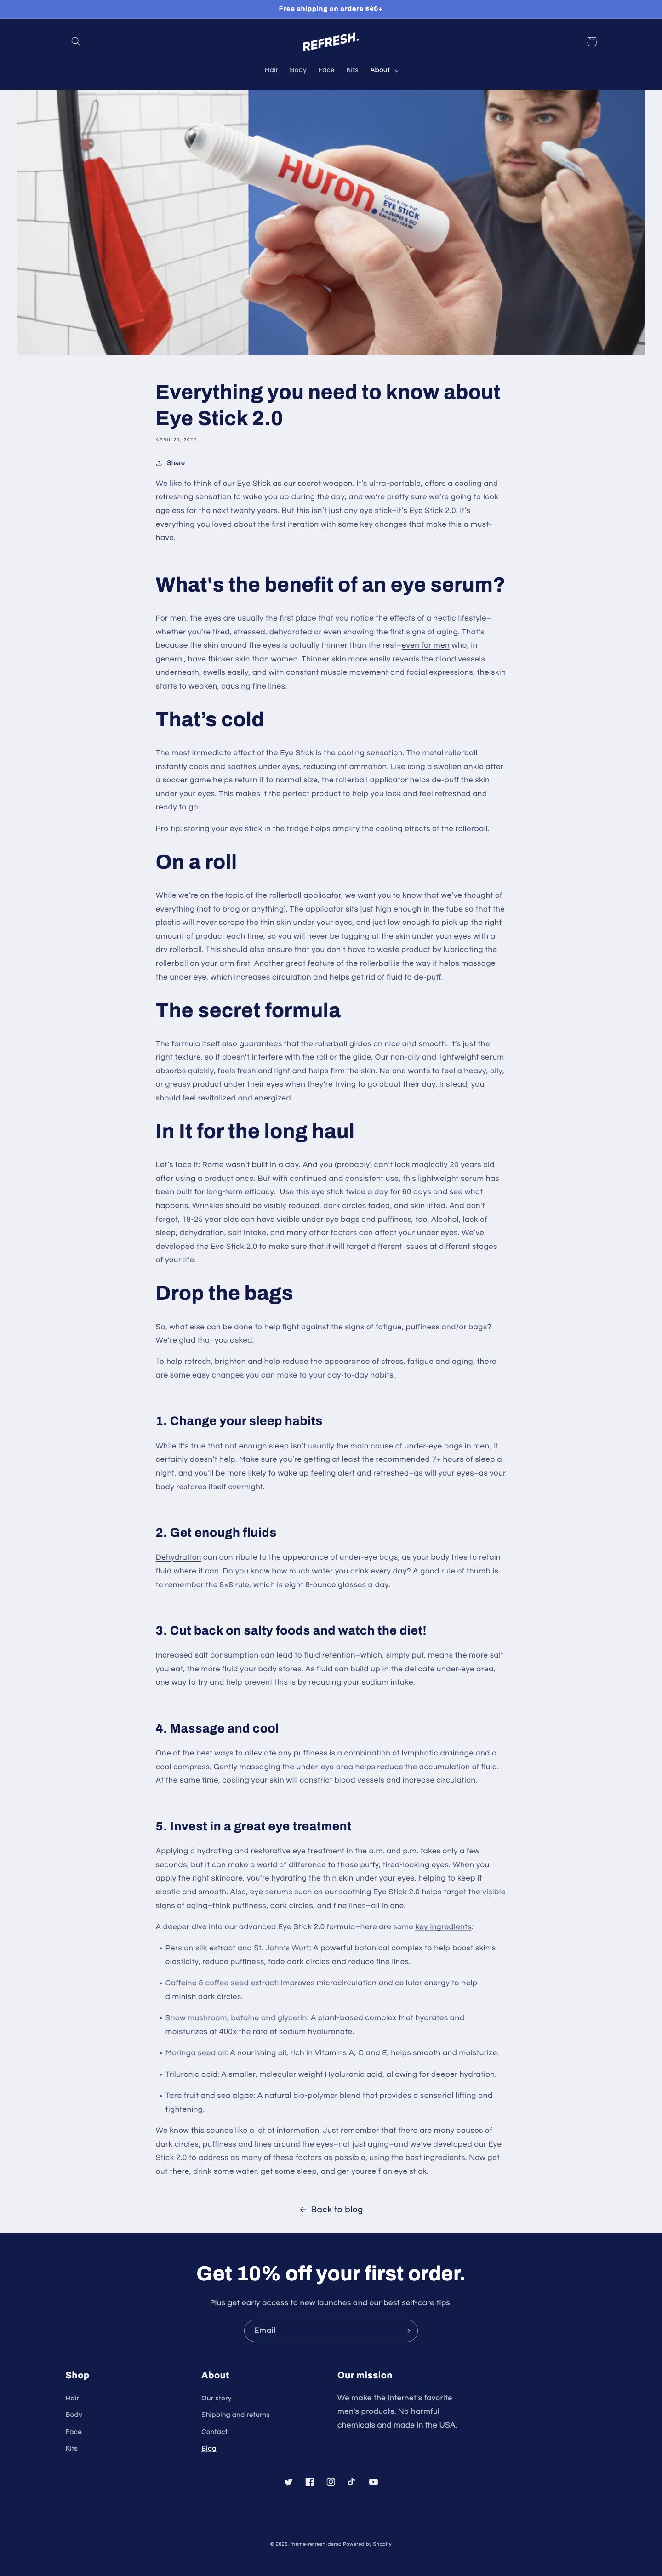 Free shipping on orders $40+
REFRESH.
Hair Body Face Kits About
Huron.
EYE STICK
Everything you need to know about
Eye Stick 2.0
APRIL 21, 2022
Share
We like to think of our Eye Stick as our secret weapon. It's ultra-portable, offers a cooling and
refreshing sensation to wake you up during the day, and we're pretty sure we're going to look
ageless for the next twenty years. But this isn't just any eye stick–it's Eye Stick 2.0. It's
everything you loved about the first iteration with some key changes that make this a must-
have.
What's the benefit of an eye serum?
For men, the eyes are usually the first place that you notice the effects of a hectic lifestyle–
whether you're tired, stressed, dehydrated or even showing the first signs of aging. That's
because the skin around the eyes is actually thinner than the rest–even for men who, in
general, have thicker skin than women. Thinner skin more easily reveals the blood vessels
underneath, swells easily, and with constant muscle movement and facial expressions, the skin
starts to weaken, causing fine lines.
That's cold
The most immediate effect of the Eye Stick is the cooling sensation. The metal rollerball
instantly cools and soothes under eyes, reducing inflammation. Like icing a swollen ankle after
a soccer game helps return it to normal size, the rollerball applicator helps de-puff the skin
under your eyes. This makes it the perfect product to help you look and feel refreshed and
ready to go.
Pro tip: storing your eye stick in the fridge helps amplify the cooling effects of the rollerball.
On a roll
While we're on the topic of the rollerball applicator, we want you to know that we've thought of
everything (not to brag or anything). The applicator sits just high enough in the tube so that the
plastic will never scrape the thin skin under your eyes, and just low enough to pick up the right
amount of product each time, so you will never be tugging at the skin under your eyes with a
dry rollerball. This should also ensure that you don't have to waste product by lubricating the
rollerball on your arm first. Another great feature of the rollerball is the way it helps massage
the under eye, which increases circulation and helps get rid of fluid to de-puff.
The secret formula
The formula itself also guarantees that the rollerball glides on nice and smooth. It's just the
right texture, so it doesn't interfere with the roll or the glide. Our non-oily and lightweight serum
absorbs quickly, feels fresh and light and helps firm the skin. No one wants to feel a heavy, oily,
or greasy product under their eyes when they're trying to go about their day. Instead, you
should feel revitalized and energized.
In It for the long haul
Let's face it: Rome wasn't built in a day. And you (probably) can't look magically 20 years old
after using a product once. But with continued and consistent use, this lightweight serum has
been built for long-term efficacy. Use this eye stick twice a day for 60 days and see what
happens. Wrinkles should be visibly reduced, dark circles faded, and skin lifted. And don't
forget, 18-25 year olds can have visible under eye bags and puffiness, too. Alcohol, lack of
sleep, dehydration, salt intake, and many other factors can affect your under eyes. We've
developed the Eye Stick 2.0 to make sure that it will target different issues at different stages
of your life.
Drop the bags
So, what else can be done to help fight against the signs of fatigue, puffiness and/or bags?
We're glad that you asked.
To help refresh, brighten and help reduce the appearance of stress, fatigue and aging, there
are some easy changes you can make to your day-to-day habits.
1. Change your sleep habits
While it's true that not enough sleep isn't usually the main cause of under-eye bags in men, it
certainly doesn't help. Make sure you're getting at least the recommended 7+ hours of sleep a
night, and you'll be more likely to wake up feeling alert and refreshed–as will your eyes–as your
body restores itself overnight.
2. Get enough fluids
Dehydration can contribute to the appearance of under-eye bags, as your body tries to retain
fluid where it can. Do you know how much water you drink every day? A good rule of thumb is
to remember the 8×8 rule, which is eight 8-ounce glasses a day.
3. Cut back on salty foods and watch the diet!
Increased salt consumption can lead to fluid retention–which, simply put, means the more salt
you eat, the more fluid your body stores. As fluid can build up in the delicate under-eye area,
one way to try and help prevent this is by reducing your sodium intake.
4. Massage and cool
One of the best ways to alleviate any puffiness is a combination of lymphatic drainage and a
cool compress. Gently massaging the under-eye area helps reduce the accumulation of fluid.
At the same time, cooling your skin will constrict blood vessels and increase circulation.
5. Invest in a great eye treatment
Applying a hydrating and restorative eye treatment in the a.m. and p.m. takes only a few
seconds, but it can make a world of difference to those puffy, tired-looking eyes. When you
apply the right skincare, you're hydrating the thin skin under your eyes, helping to keep it
elastic and smooth. Also, eye serums such as our soothing Eye Stick 2.0 helps target the visible
signs of aging–think puffiness, dark circles, and fine lines–all in one.
A deeper dive into our advanced Eye Stick 2.0 formula–here are some key ingredients:
• Persian silk extract and St. John's Wort: A powerful botanical complex to help boost skin's
elasticity, reduce puffiness, fade dark circles and reduce fine lines.
• Caffeine & coffee seed extract: Improves microcirculation and cellular energy to help
diminish dark circles.
• Snow mushroom, betaine and glycerin: A plant-based complex that hydrates and
moisturizes at 400x the rate of sodium hyaluronate.
• Moringa seed oil: A nourishing oil, rich in Vitamins A, C and E, helps smooth and moisturize.
• Triluronic acid: A smaller, molecular weight Hyaluronic acid, allowing for deeper hydration.
• Tara fruit and sea algae: A natural bio-polymer blend that provides a sensorial lifting and
tightening.
We know this sounds like a lot of information. Just remember that there are many causes of
dark circles, puffiness and lines around the eyes–not just aging–and we've developed our Eye
Stick 2.0 to address as many of these factors as possible, using the best ingredients. Now get
out there, drink some water, get some sleep, and get yourself an eye stick.
Back to blog
Get 10% off your first order.
Plus get early access to new launches and our best self-care tips.
Email
Shop
Hair
Body
Face
Kits
About
Our story
Shipping and returns
Contact
Blog
Our mission
We make the internet's favorite
men's products. No harmful
chemicals and made in the USA.
© 2026, theme-refresh-demo Powered by Shopify